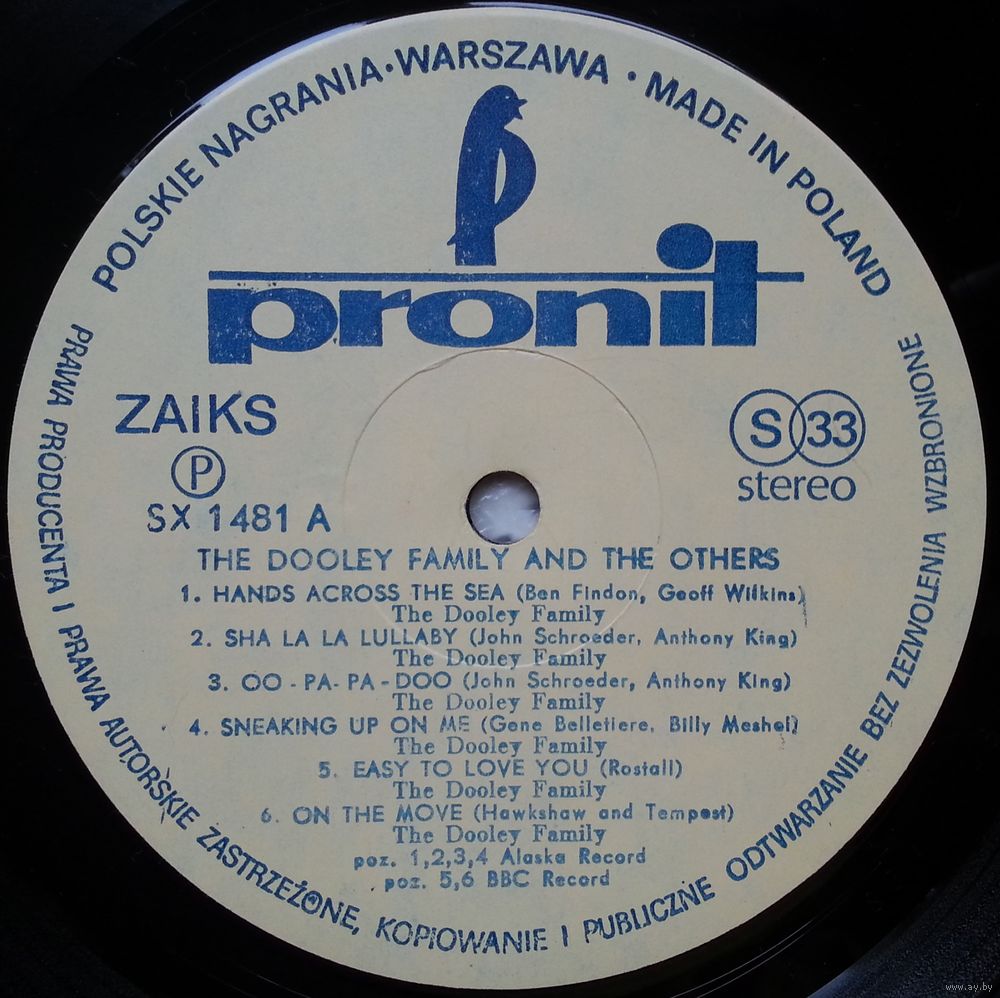 POLSKIE NAGRANIA · WARSZAWA · MADE IN POLAND
pronit
ZAIKS
P
SX 1481 A
S 33
stereo
THE DOOLEY FAMILY AND THE OTHERS
1. HANDS ACROSS THE SEA (Ben Findon, Geoff Wilkins)
The Dooley Family
2. SHA LA LA LULLABY (John Schroeder, Anthony King)
The Dooley Family
3. OO - PA - PA - DOO (John Schroeder, Anthony King)
The Dooley Family
4. SNEAKING UP ON ME (Gene Belletiere, Billy Meshel)
The Dooley Family
5. EASY TO LOVE YOU (Rostall)
The Dooley Family
6. ON THE MOVE (Hawkshaw and Tempest)
The Dooley Family
poz. 1,2,3,4 Alaska Record
poz. 5,6 BBC Record
PRAWA PRODUCENTA I PRAWA AUTORSKIE ZASTRZEŻONE, KOPIOWANIE I PUBLICZNE ODTWARZANIE BEZ ZEZWOLENIA WZBRONIONE
www.ay.by